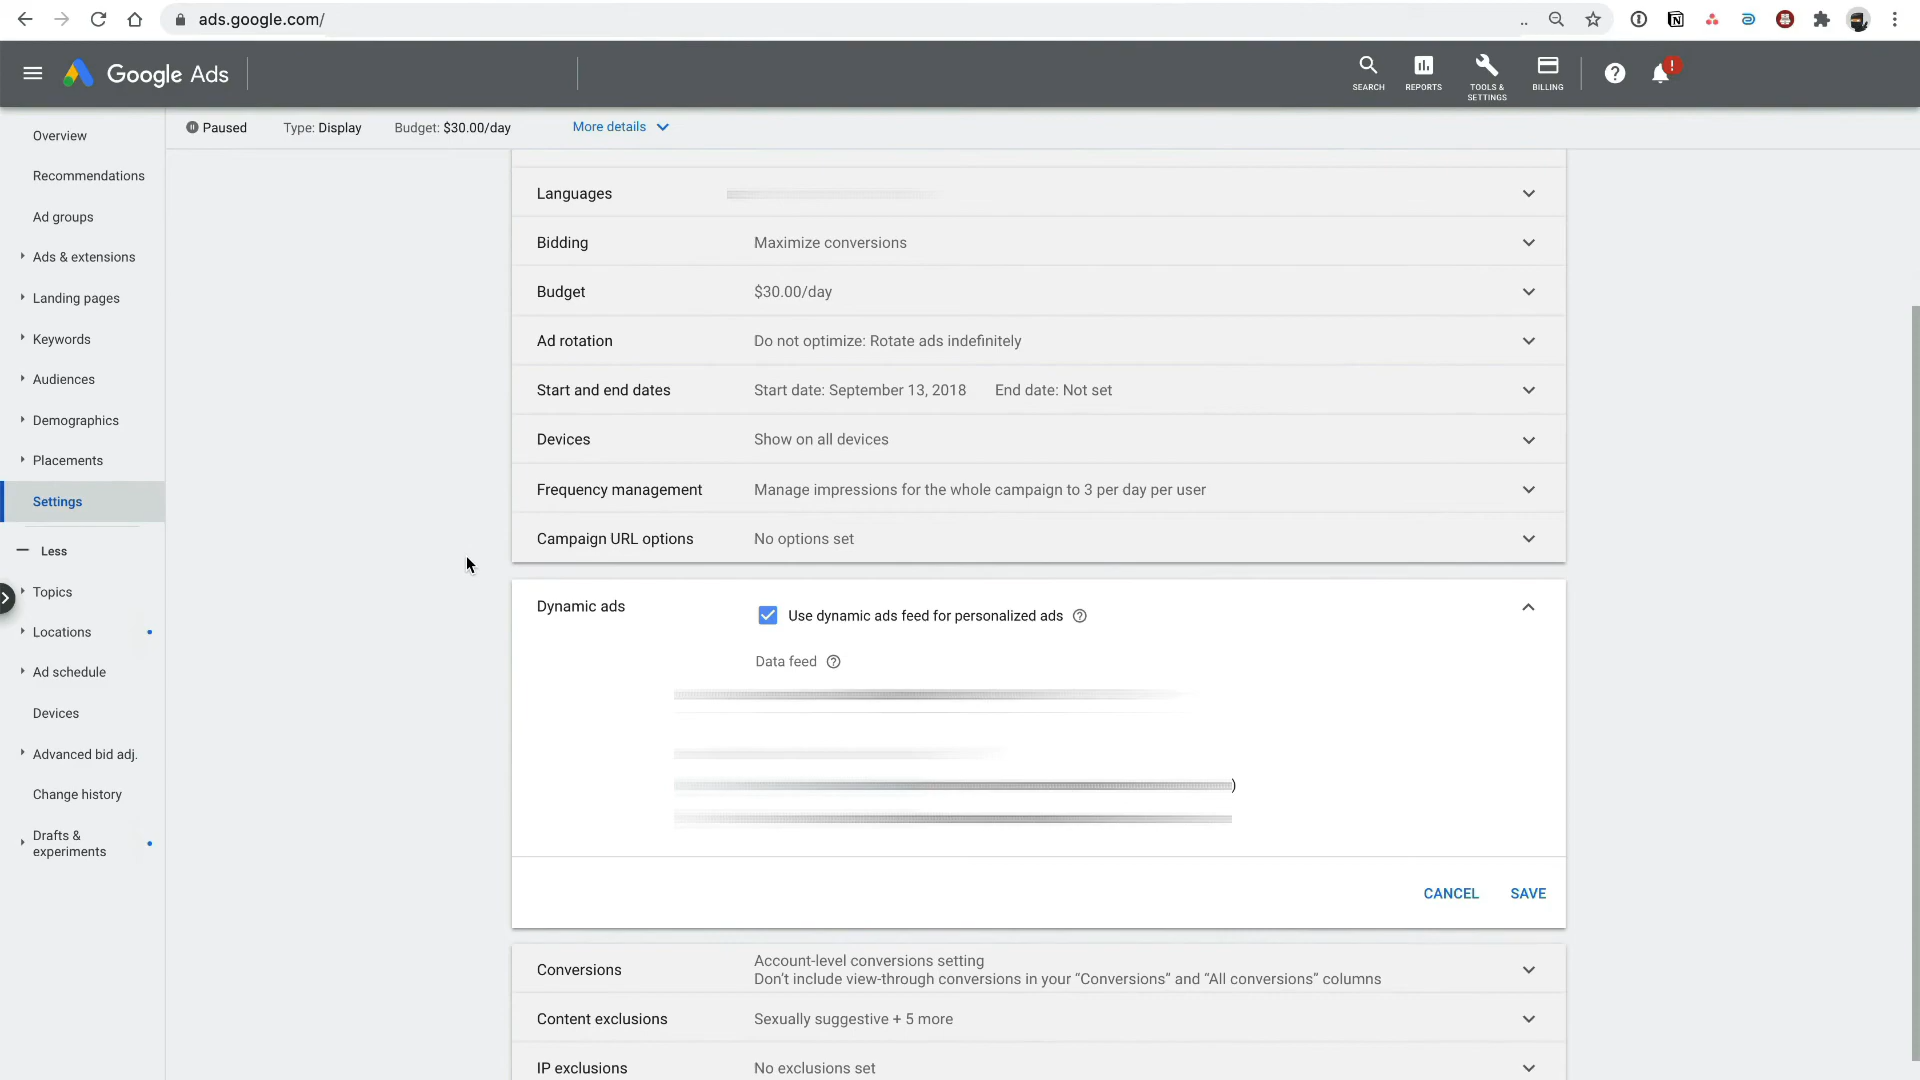 ads.google.com/
Google Ads
SEARCH
REPORTS
TOOLS &
SETTINGS
BILLING
Paused
Type: Display
Budget: $30.00/day
More details
Overview
Recommendations
Ad groups
Ads & extensions
Landing pages
Keywords
Audiences
Demographics
Placements
Settings
Less
Topics
Locations
Ad schedule
Devices
Advanced bid adj.
Change history
Drafts &
experiments
Languages
Bidding Maximize conversions
Budget $30.00/day
Ad rotation Do not optimize: Rotate ads indefinitely
Start and end dates Start date: September 13, 2018 End date: Not set
Devices Show on all devices
Frequency management Manage impressions for the whole campaign to 3 per day per user
Campaign URL options No options set
Dynamic ads Use dynamic ads feed for personalized ads
Data feed
)
CANCEL SAVE
Conversions Account-level conversions setting
Don't include view-through conversions in your “Conversions” and “All conversions” columns
Content exclusions Sexually suggestive + 5 more
IP exclusions No exclusions set